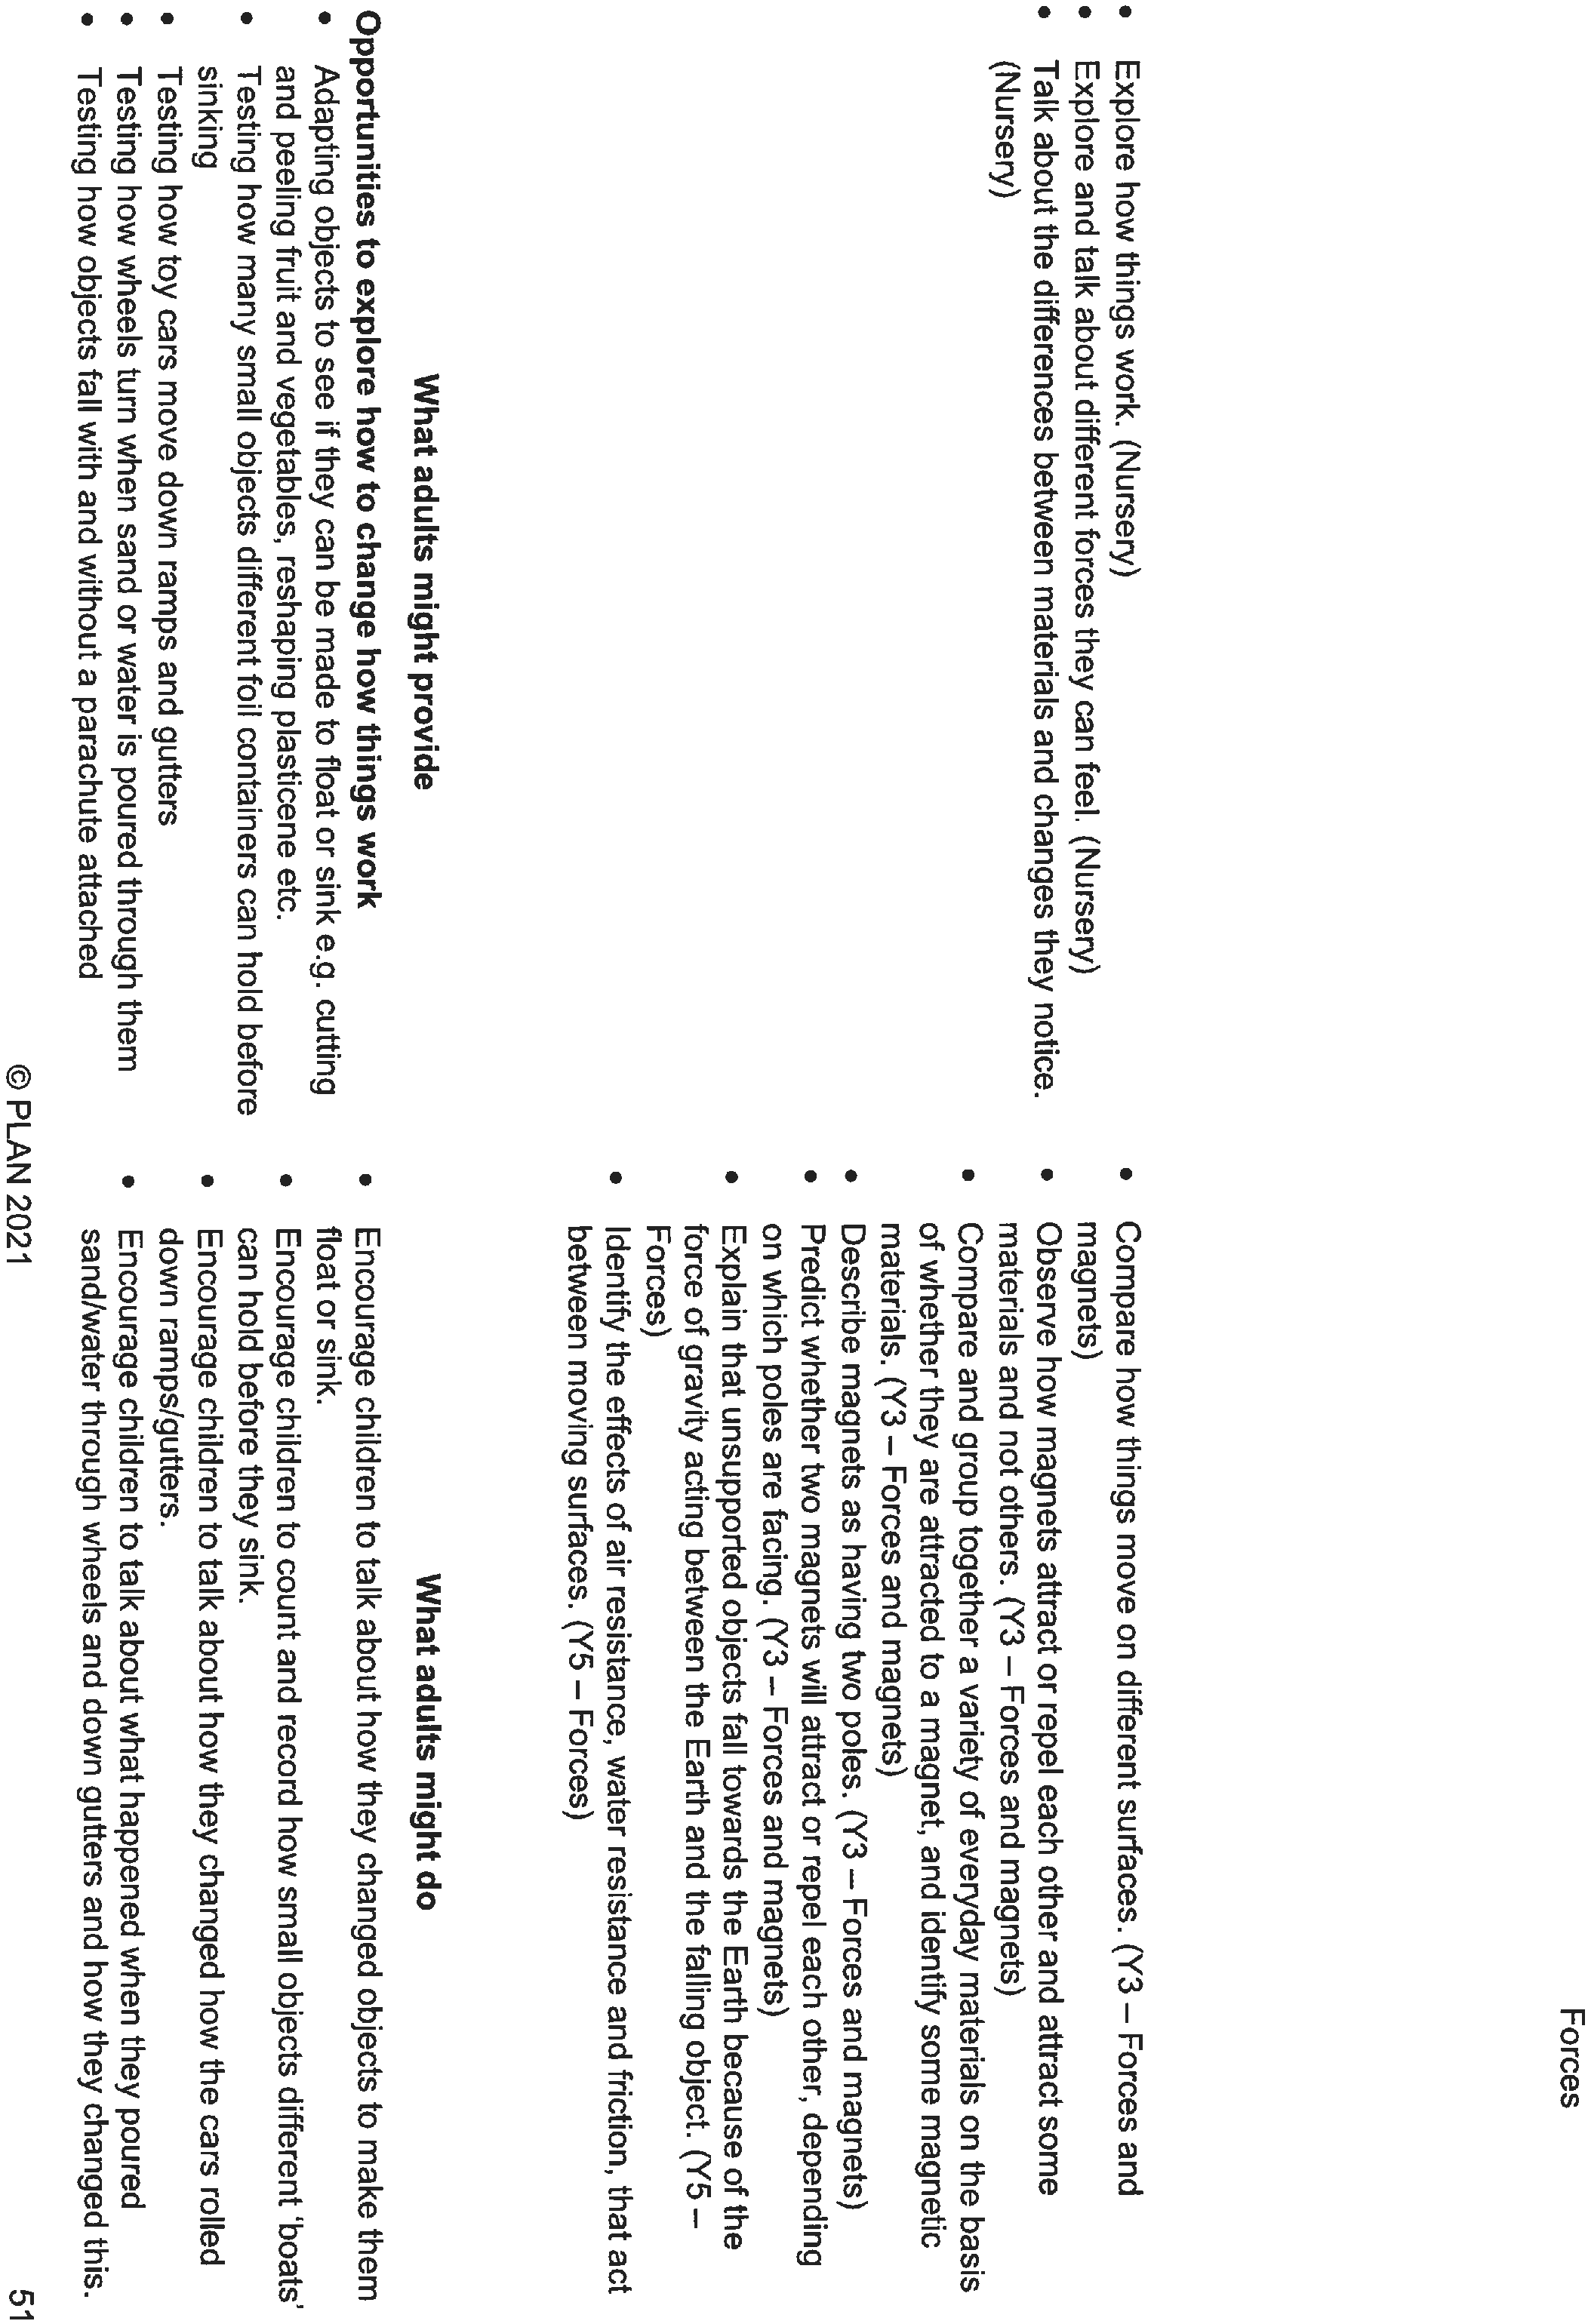 Forces
• Explore how things work. (Nursery)
• Explore and talk about different forces they can feel. (Nursery)
• Talk about the differences between materials and changes they notice.
(Nursery)
• Compare how things move on different surfaces. (Y3 – Forces and
magnets)
• Observe how magnets attract or repel each other and attract some
materials and not others. (Y3 – Forces and magnets)
• Compare and group together a variety of everyday materials on the basis
of whether they are attracted to a magnet, and identify some magnetic
materials. (Y3 – Forces and magnets)
• Describe magnets as having two poles. (Y3 – Forces and magnets)
• Predict whether two magnets will attract or repel each other, depending
on which poles are facing. (Y3 – Forces and magnets)
• Explain that unsupported objects fall towards the Earth because of the
force of gravity acting between the Earth and the falling object. (Y5 –
Forces)
• Identify the effects of air resistance, water resistance and friction, that act
between moving surfaces. (Y5 – Forces)
What adults might provide
Opportunities to explore how to change how things work
• Adapting objects to see if they can be made to float or sink e.g. cutting
and peeling fruit and vegetables, reshaping plasticene etc.
• Testing how many small objects different foil containers can hold before
sinking
• Testing how toy cars move down ramps and gutters
• Testing how wheels turn when sand or water is poured through them
• Testing how objects fall with and without a parachute attached
What adults might do
• Encourage children to talk about how they changed objects to make them
float or sink.
• Encourage children to count and record how small objects different ‘boats’
can hold before they sink.
• Encourage children to talk about how they changed how the cars rolled
down ramps/gutters.
• Encourage children to talk about what happened when they poured
sand/water through wheels and down gutters and how they changed this.
© PLAN 2021
51